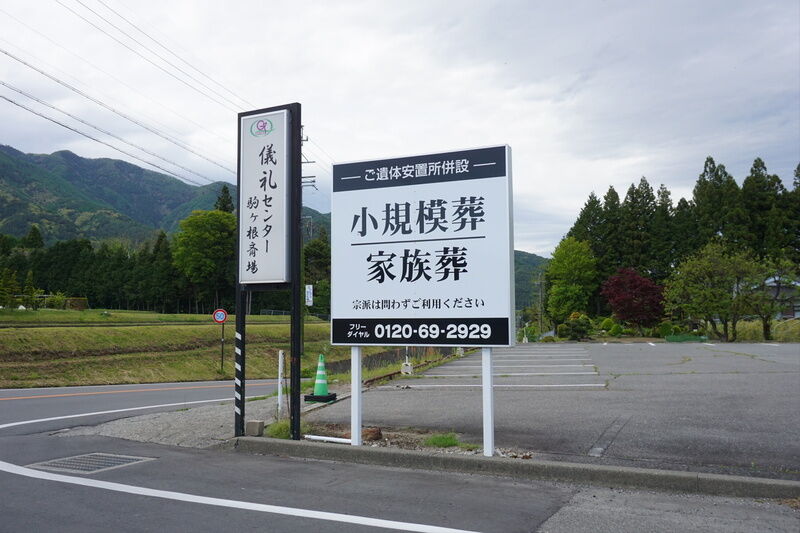 儀礼センター
駒ヶ根斎場
ご遺体安置所併設
小規模葬
家族葬
宗派は問わずご利用ください
フリーダイヤル 0120-69-2929
50